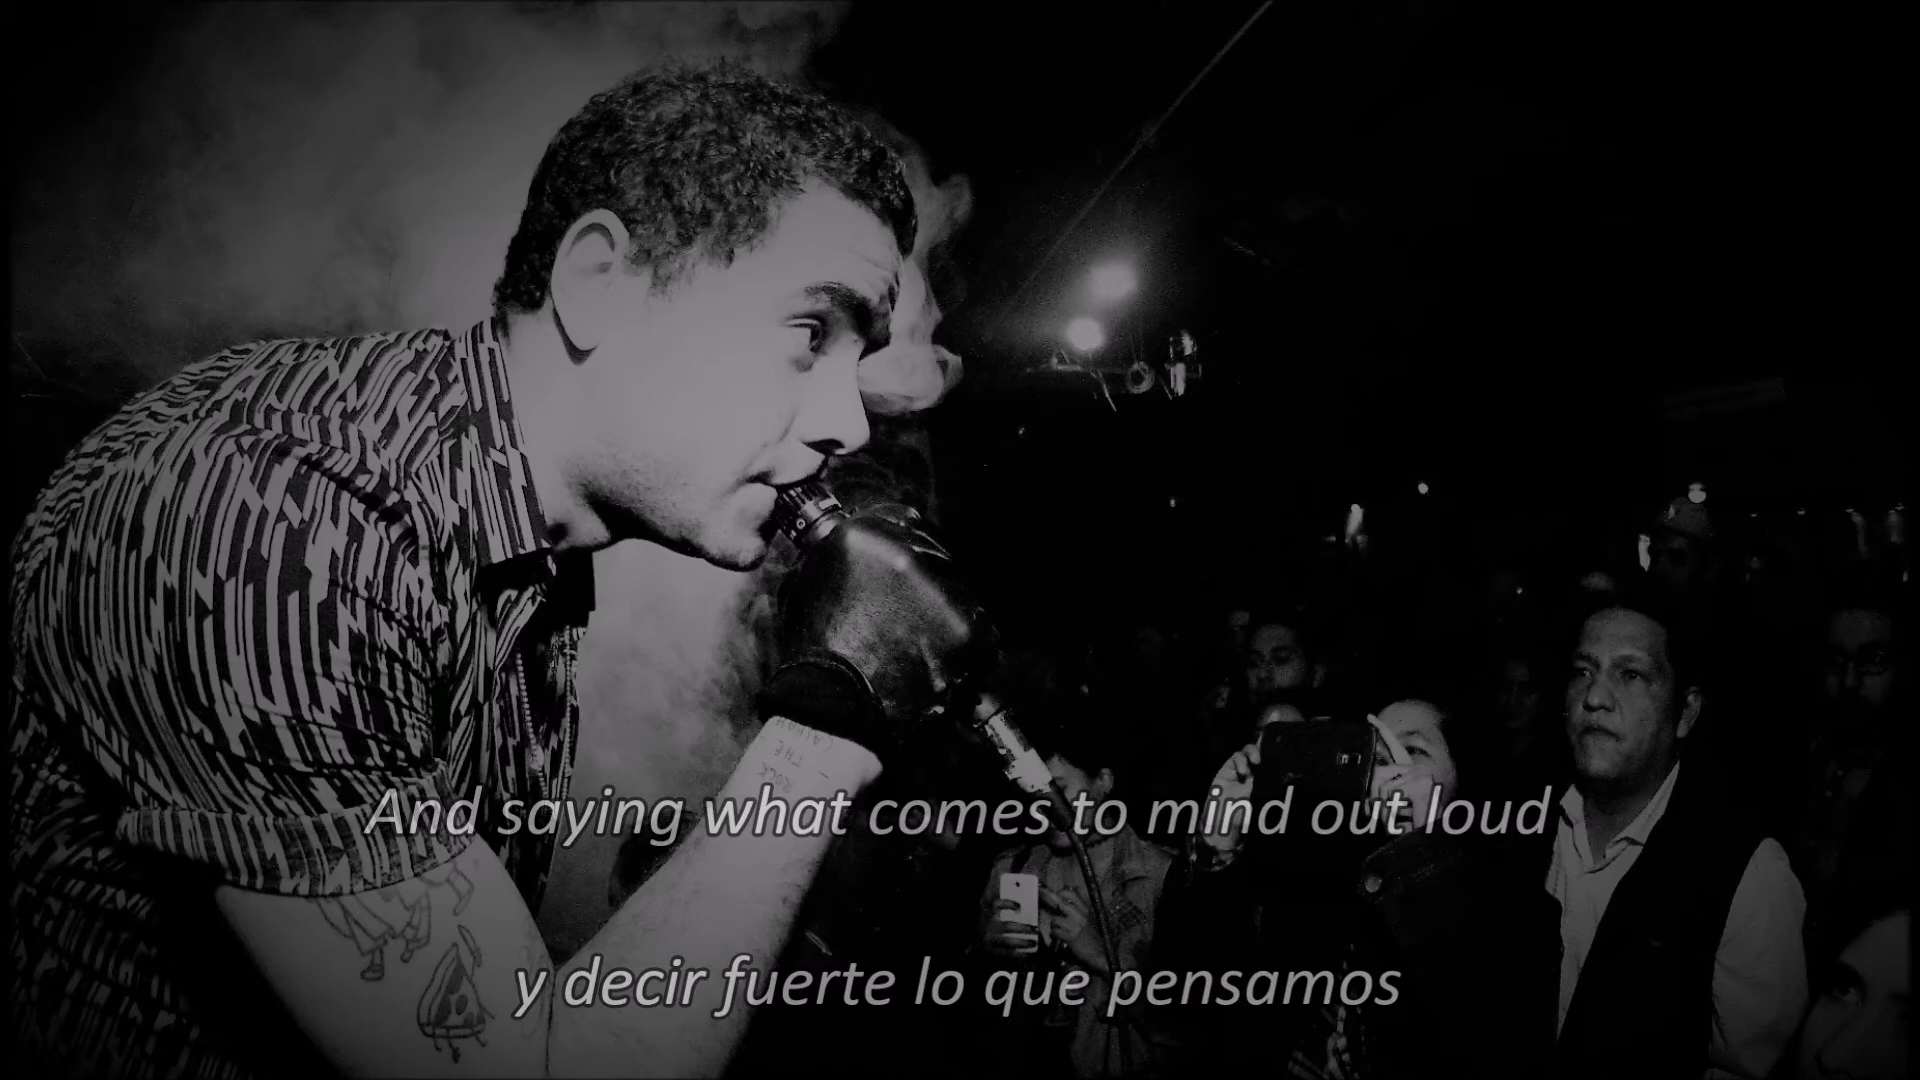 And saying what comes to mind out loud
y decir fuerte lo que pensamos